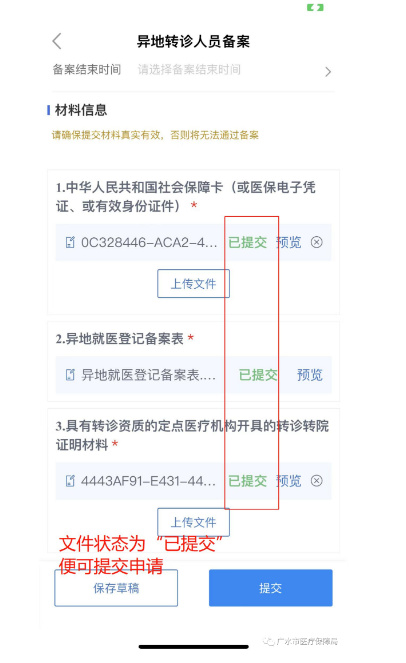 异地转诊人员备案
备案结束时间 请选择备案结束时间
材料信息
请确保提交材料真实有效，否则将无法通过备案
1.中华人民共和国社会保障卡（或医保电子凭
证、或有效身份证件） *
0C328446-ACA2-4... 已提交 预览
上传文件
2.异地就医登记备案表 *
异地就医登记备案表.... 已提交 预览
3.具有转诊资质的定点医疗机构开具的转诊转院
证明材料 *
4443AF91-E431-44... 已提交 预览
上传文件
文件状态为“已提交”
便可提交申请
保存草稿 提交
广水市医疗保障局